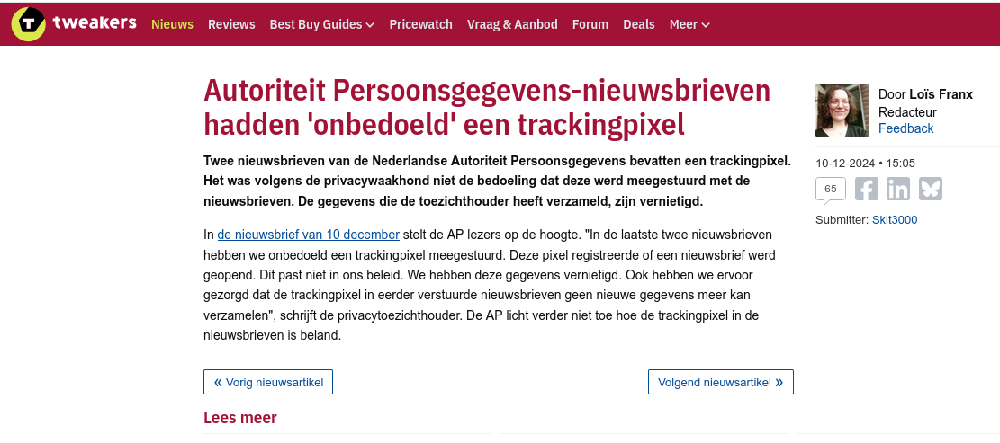 tweakers
Nieuws Reviews Best Buy Guides Pricewatch Vraag & Aanbod Forum Deals Meer
Autoriteit Persoonsgegevens-nieuwsbrieven
hadden 'onbedoeld' een trackingpixel
Twee nieuwsbrieven van de Nederlandse Autoriteit Persoonsgegevens bevatten een trackingpixel.
Het was volgens de privacywaakhond niet de bedoeling dat deze werd meegestuurd met de
nieuwsbrieven. De gegevens die de toezichthouder heeft verzameld, zijn vernietigd.
In de nieuwsbrief van 10 december stelt de AP lezers op de hoogte. "In de laatste twee nieuwsbrieven
hebben we onbedoeld een trackingpixel meegestuurd. Deze pixel registreerde of een nieuwsbrief werd
geopend. Dit past niet in ons beleid. We hebben deze gegevens vernietigd. Ook hebben we ervoor
gezorgd dat de trackingpixel in eerder verstuurde nieuwsbrieven geen nieuwe gegevens meer kan
verzamelen", schrijft de privacytoezichthouder. De AP licht verder niet toe hoe de trackingpixel in de
nieuwsbrieven is beland.
« Vorig nieuwsartikel
Volgend nieuwsartikel »
Lees meer
Door Loïs Franx
Redacteur
Feedback
10-12-2024 • 15:05
65
Submitter: Skit3000